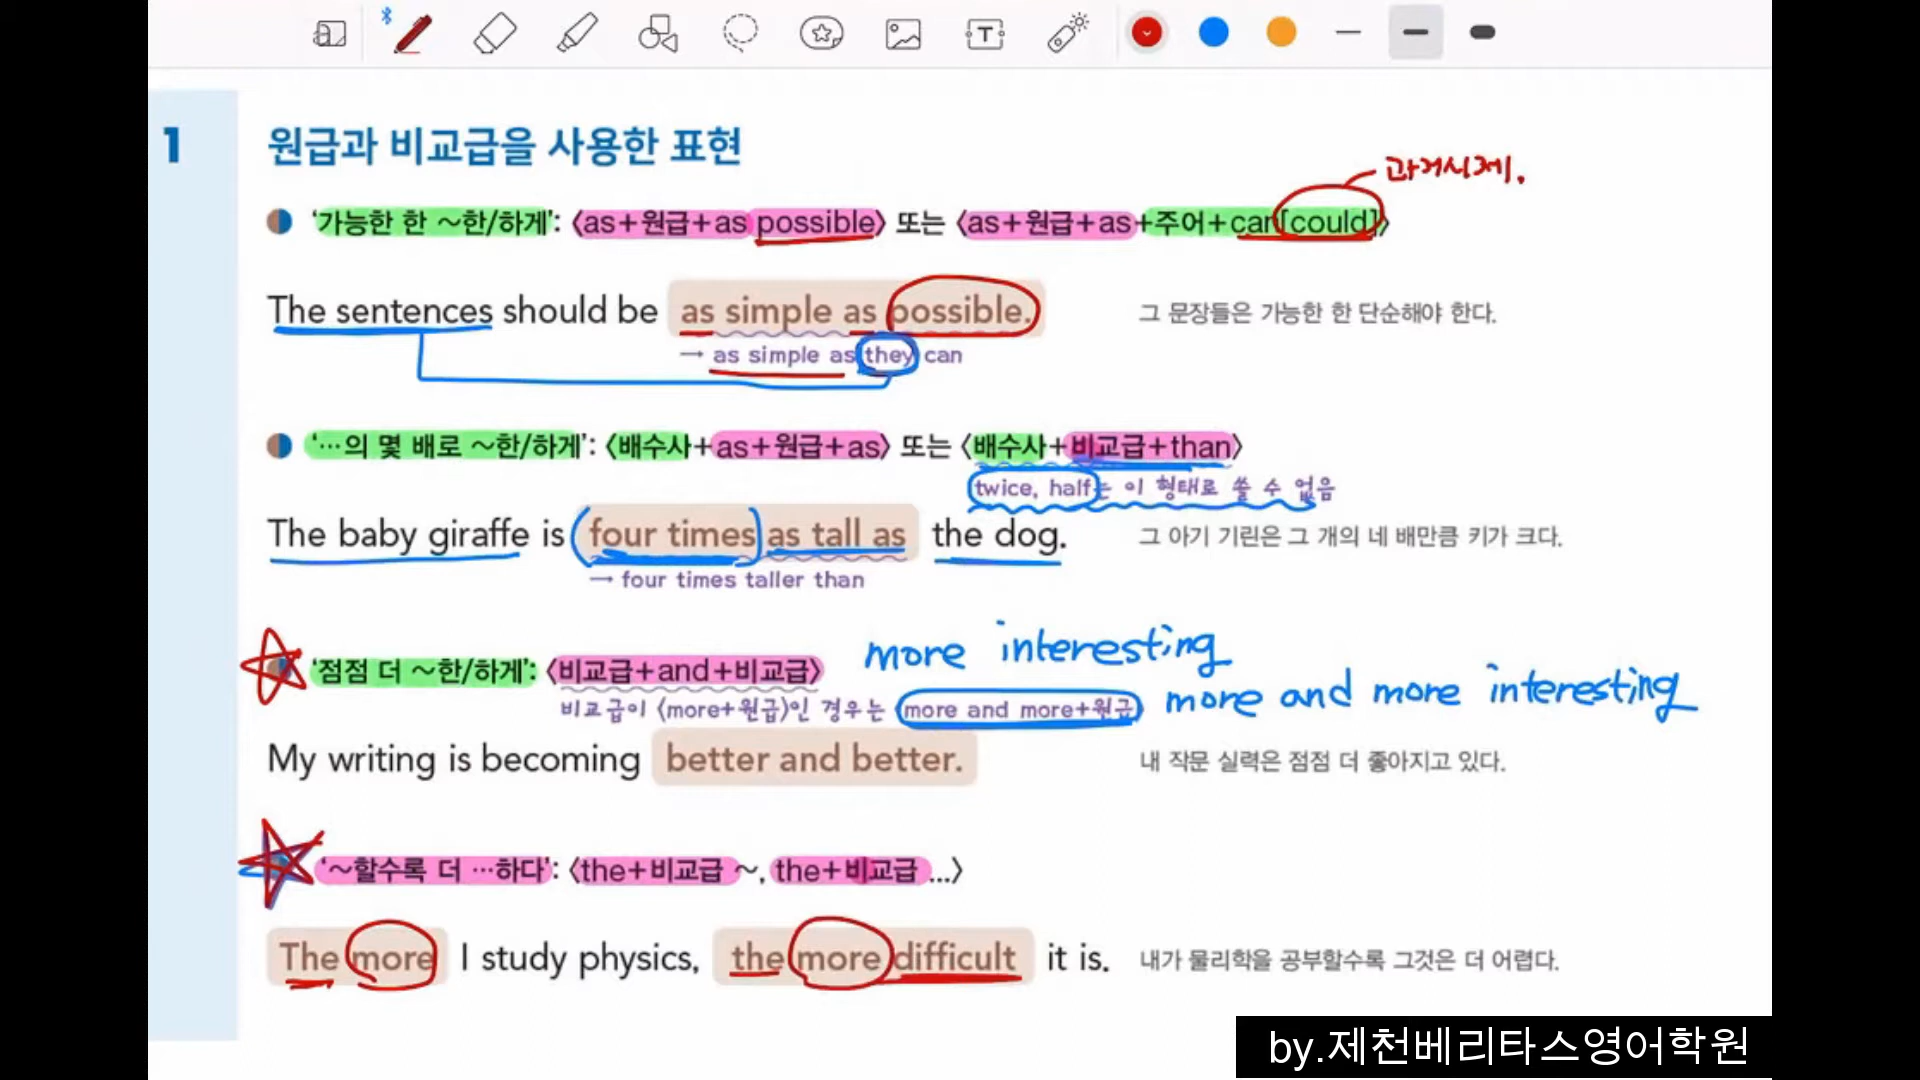 1 원급과 비교급을 사용한 표현
과거시제.
'가능한 한 ~한/하게': 〈as+원급+as possible〉 또는 〈as+원급+as+주어+can[could]〉
The sentences should be as simple as possible. 그 문장들은 가능한 한 단순해야 한다.
→ as simple as they can
'…의 몇 배로 ~한/하게': 〈배수사+as+원급+as〉 또는 〈배수사+비교급+than〉
twice, half는 이 형태로 쓸 수 없음
The baby giraffe is four times as tall as the dog. 그 아기 기린은 그 개의 네 배만큼 키가 크다.
→ four times taller than
more interesting
'점점 더 ~한/하게': 〈비교급+and+비교급〉
비교급이 〈more+원급〉인 경우는 more and more+원급 more and more interesting
My writing is becoming better and better. 내 작문 실력은 점점 더 좋아지고 있다.
'~할수록 더 …하다': 〈the+비교급 ~, the+비교급 …〉
The more I study physics, the more difficult it is. 내가 물리학을 공부할수록 그것은 더 어렵다.
by.제천베리타스영어학원